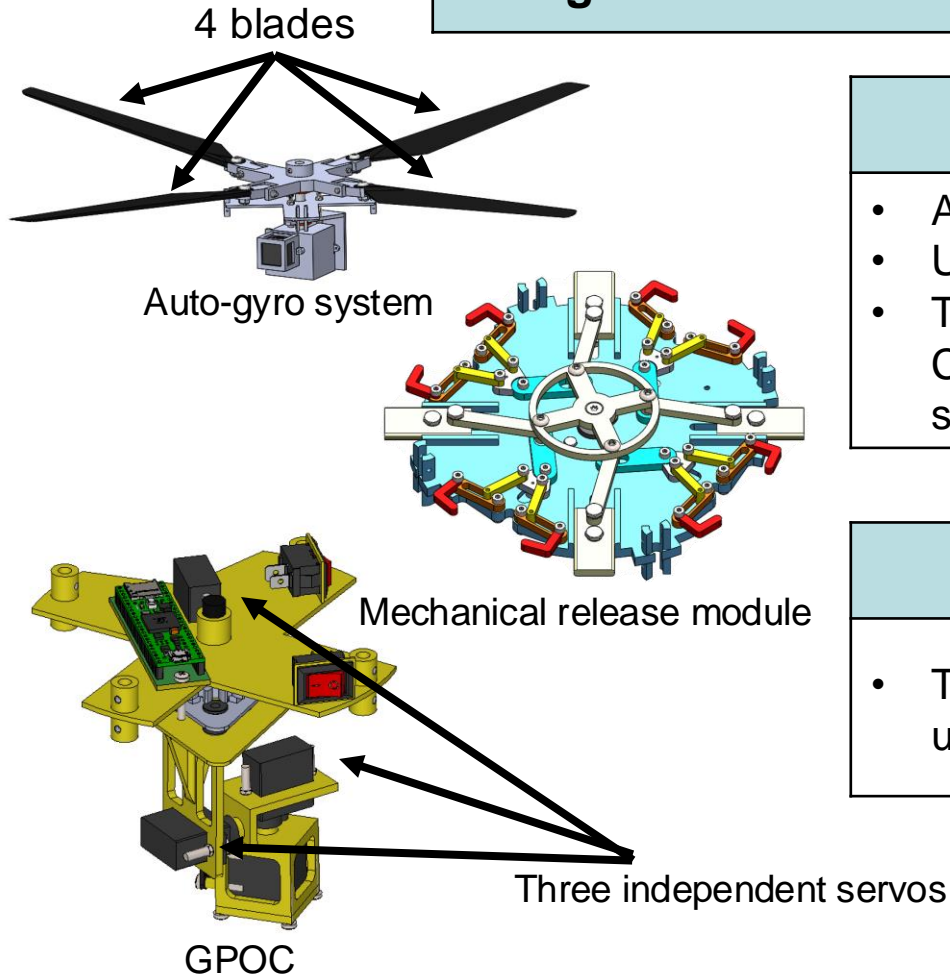 4 blades
Auto-gyro system
Mechanical release module
Three independent servos
GPOC